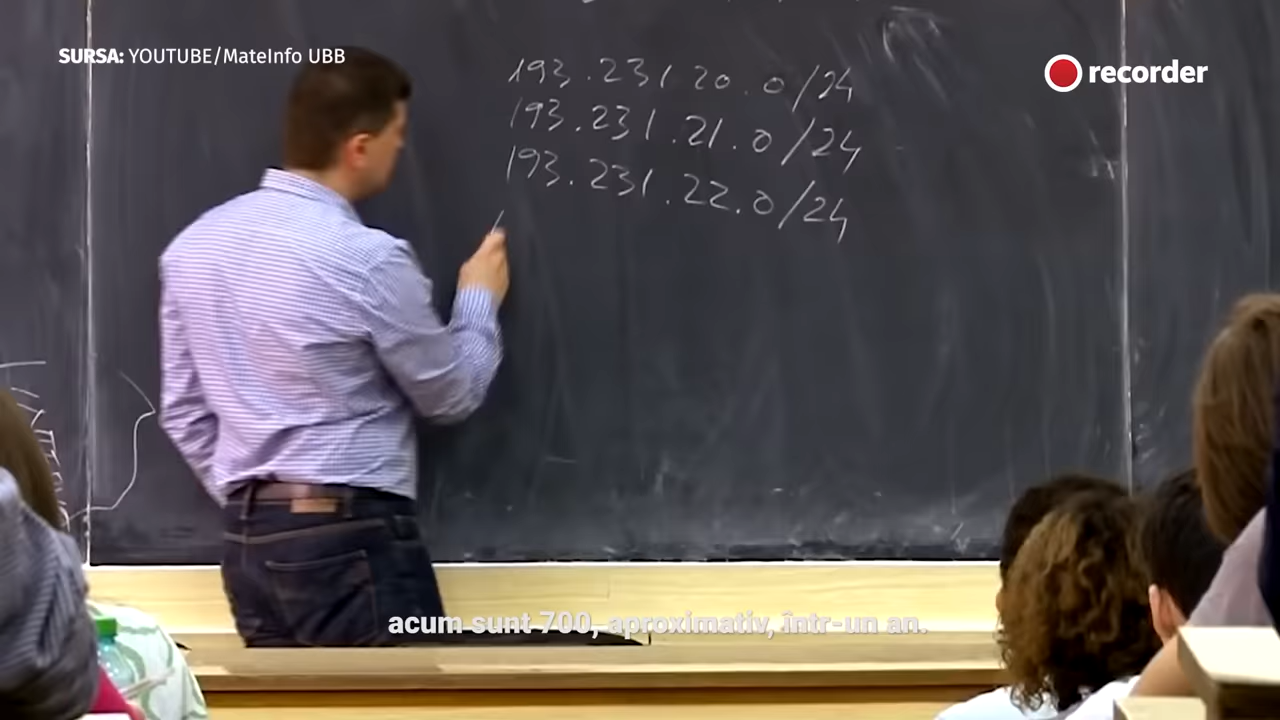 SURSA: YOUTUBE/MateInfo UBB
recorder
193.231.20.0/24
193.231.21.0/24
193.231.22.0/24
acum sunt 700, aproximativ, într-un an.